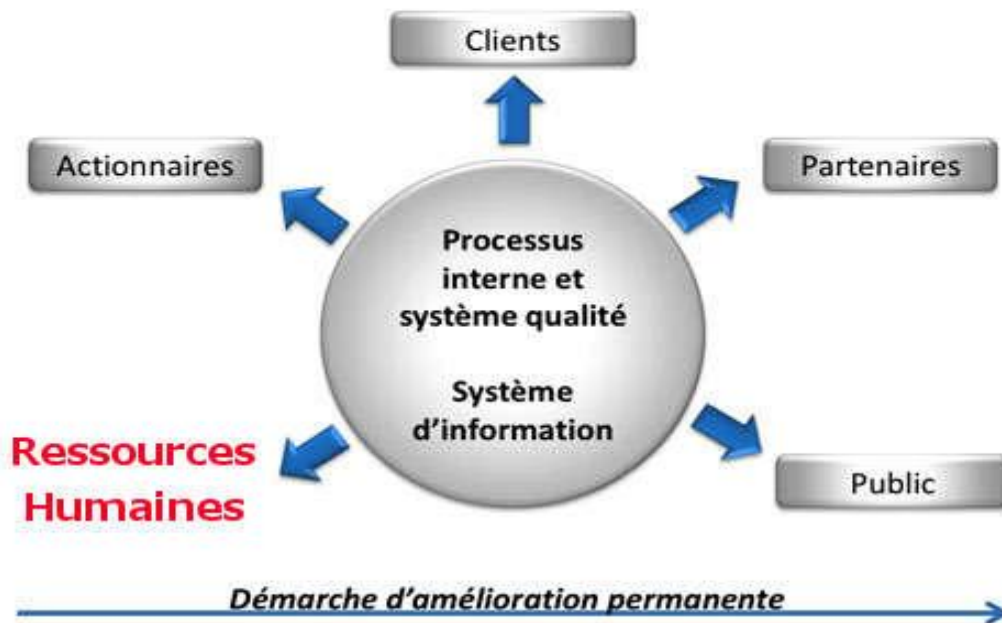 Clients
Actionnaires
Partenaires
Processus
interne et
système qualité
Système
d’information
Ressources
Humaines
Public
Démarche d’amélioration permanente